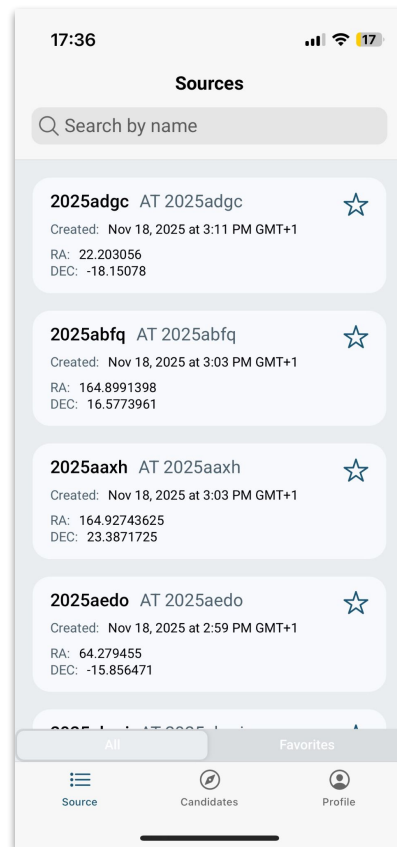 17:36
17
Sources
Search by name
2025adgc AT 2025adgc
Created: Nov 18, 2025 at 3:11 PM GMT+1
RA: 22.203056
DEC: -18.15078
2025abfq AT 2025abfq
Created: Nov 18, 2025 at 3:03 PM GMT+1
RA: 164.8991398
DEC: 16.5773961
2025aaxh AT 2025aaxh
Created: Nov 18, 2025 at 3:03 PM GMT+1
RA: 164.92743625
DEC: 23.3871725
2025aedo AT 2025aedo
Created: Nov 18, 2025 at 2:59 PM GMT+1
RA: 64.279455
DEC: -15.856471
All Favorites
Source Candidates Profile